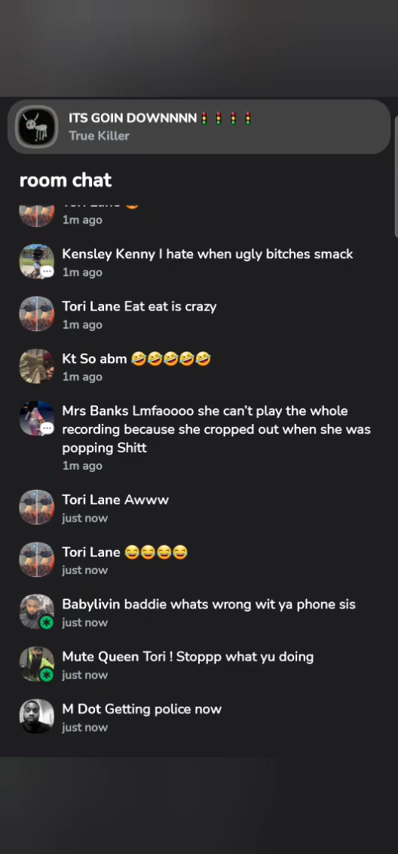 ITS GOIN DOWNNNN🚦🚦🚦🚦
True Killer
room chat
Tori Lane 😂
1m ago
Kensley Kenny I hate when ugly bitches smack
1m ago
Tori Lane Eat eat is crazy
1m ago
Kt So abm 🤣🤣🤣🤣🤣
1m ago
Mrs Banks Lmfaoooo she can't play the whole
recording because she cropped out when she was
popping Shitt
1m ago
Tori Lane Awww
just now
Tori Lane 😂😂😂😂
just now
Babylivin baddie whats wrong wit ya phone sis
just now
Mute Queen Tori ! Stoppp what yu doing
just now
M Dot Getting police now
just now